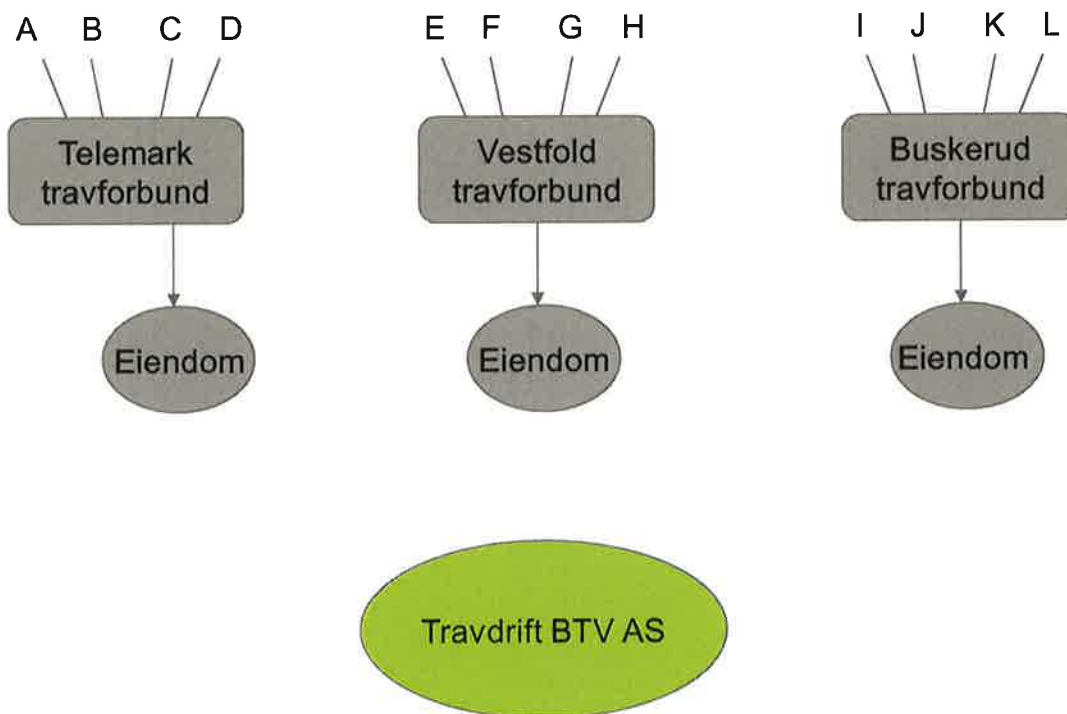 A B C D E F G H I J K L
Telemark
travforbund
Vestfold
travforbund
Buskerud
travforbund
Eiendom
Eiendom
Eiendom
Travdrift BTV AS